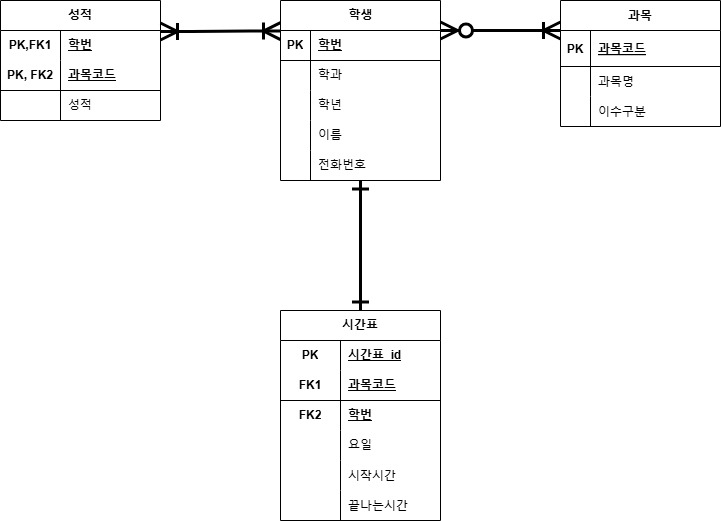 성적
PK,FK1 학번
PK, FK2 과목코드
성적
학생
PK 학번
학과
학년
이름
전화번호
과목
PK 과목코드
과목명
이수구분
시간표
PK 시간표_id
FK1 과목코드
FK2 학번
요일
시작시간
끝나는시간